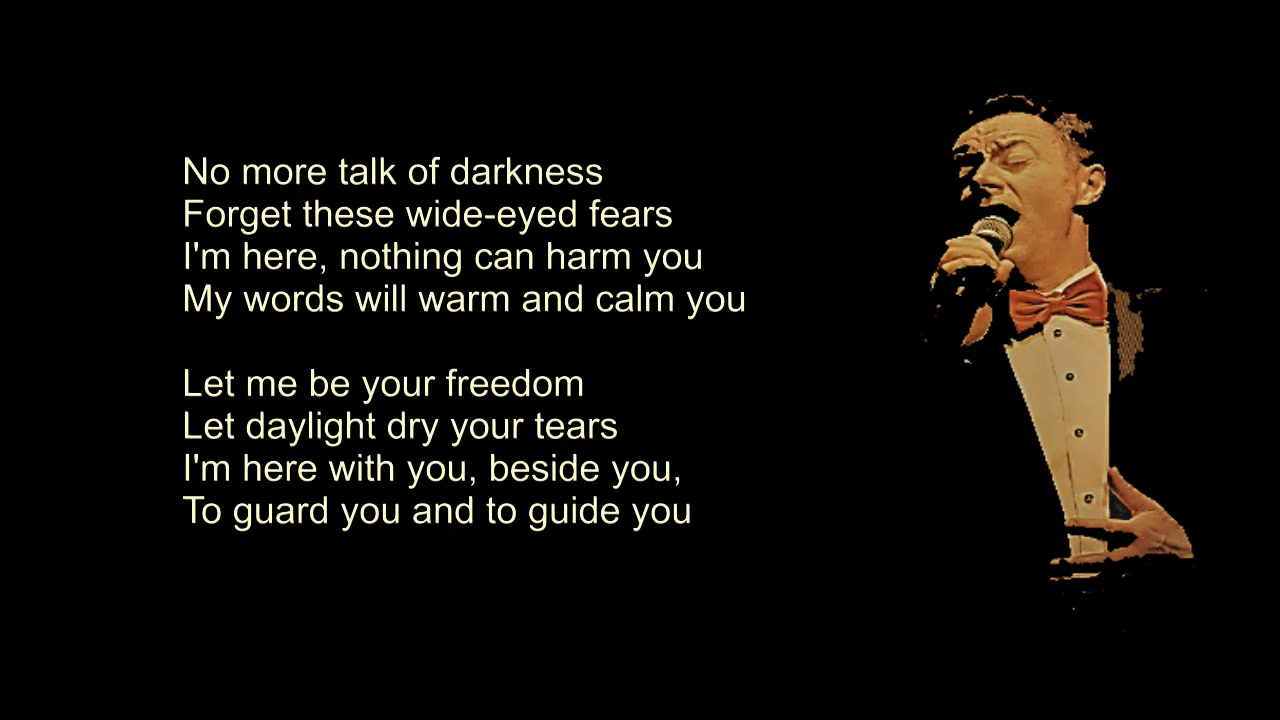 No more talk of darkness
Forget these wide-eyed fears
I'm here, nothing can harm you
My words will warm and calm you
Let me be your freedom
Let daylight dry your tears
I'm here with you, beside you,
To guard you and to guide you